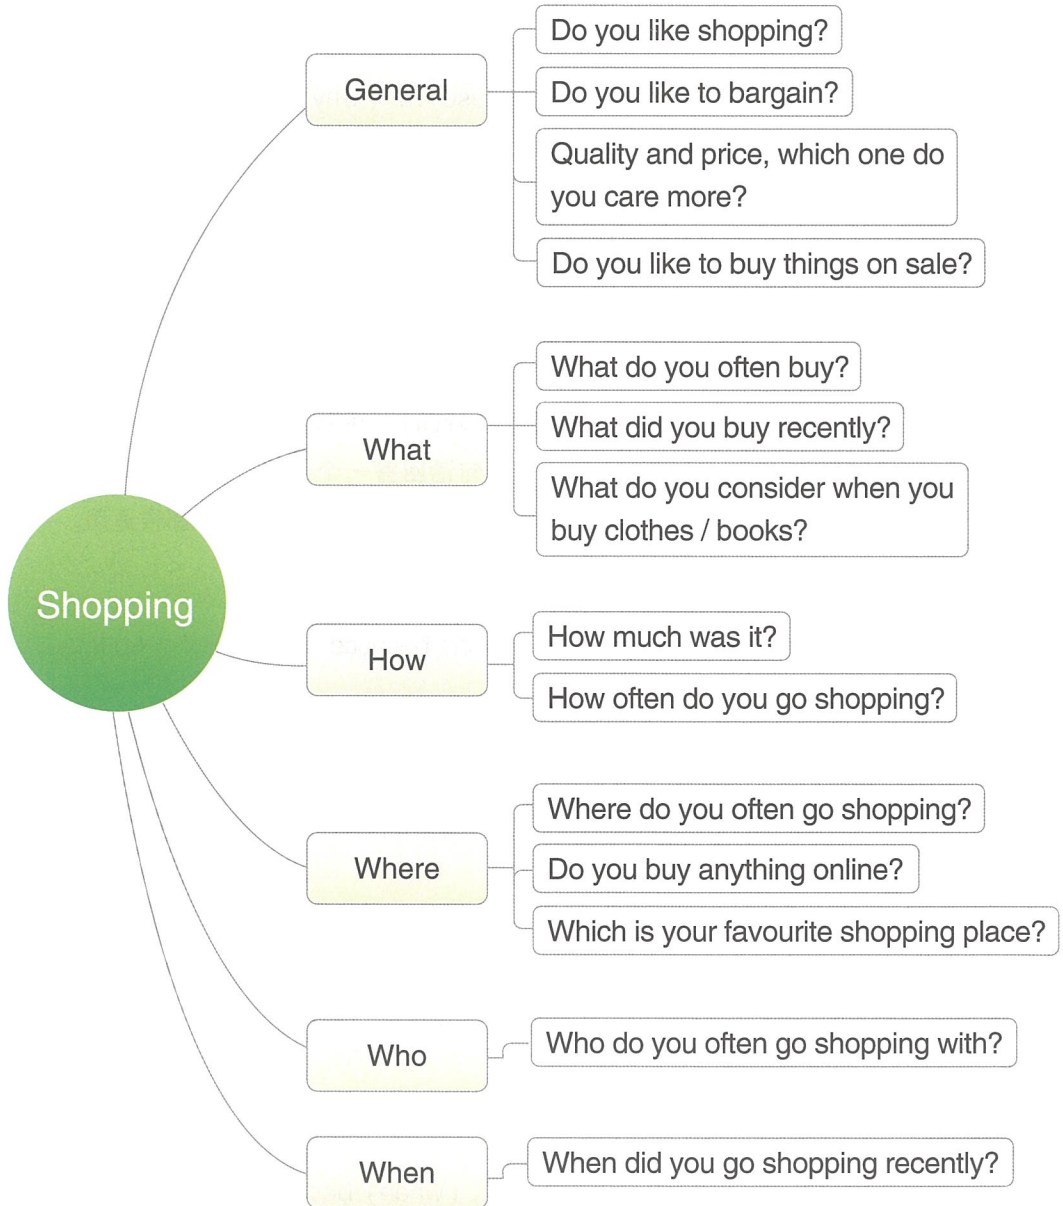 General
Do you like shopping?
Do you like to bargain?
Quality and price, which one do
you care more?
Do you like to buy things on sale?
What
What do you often buy?
What did you buy recently?
What do you consider when you
buy clothes / books?
Shopping
How
How much was it?
How often do you go shopping?
Where
Where do you often go shopping?
Do you buy anything online?
Which is your favourite shopping place?
Who
Who do you often go shopping with?
When
When did you go shopping recently?